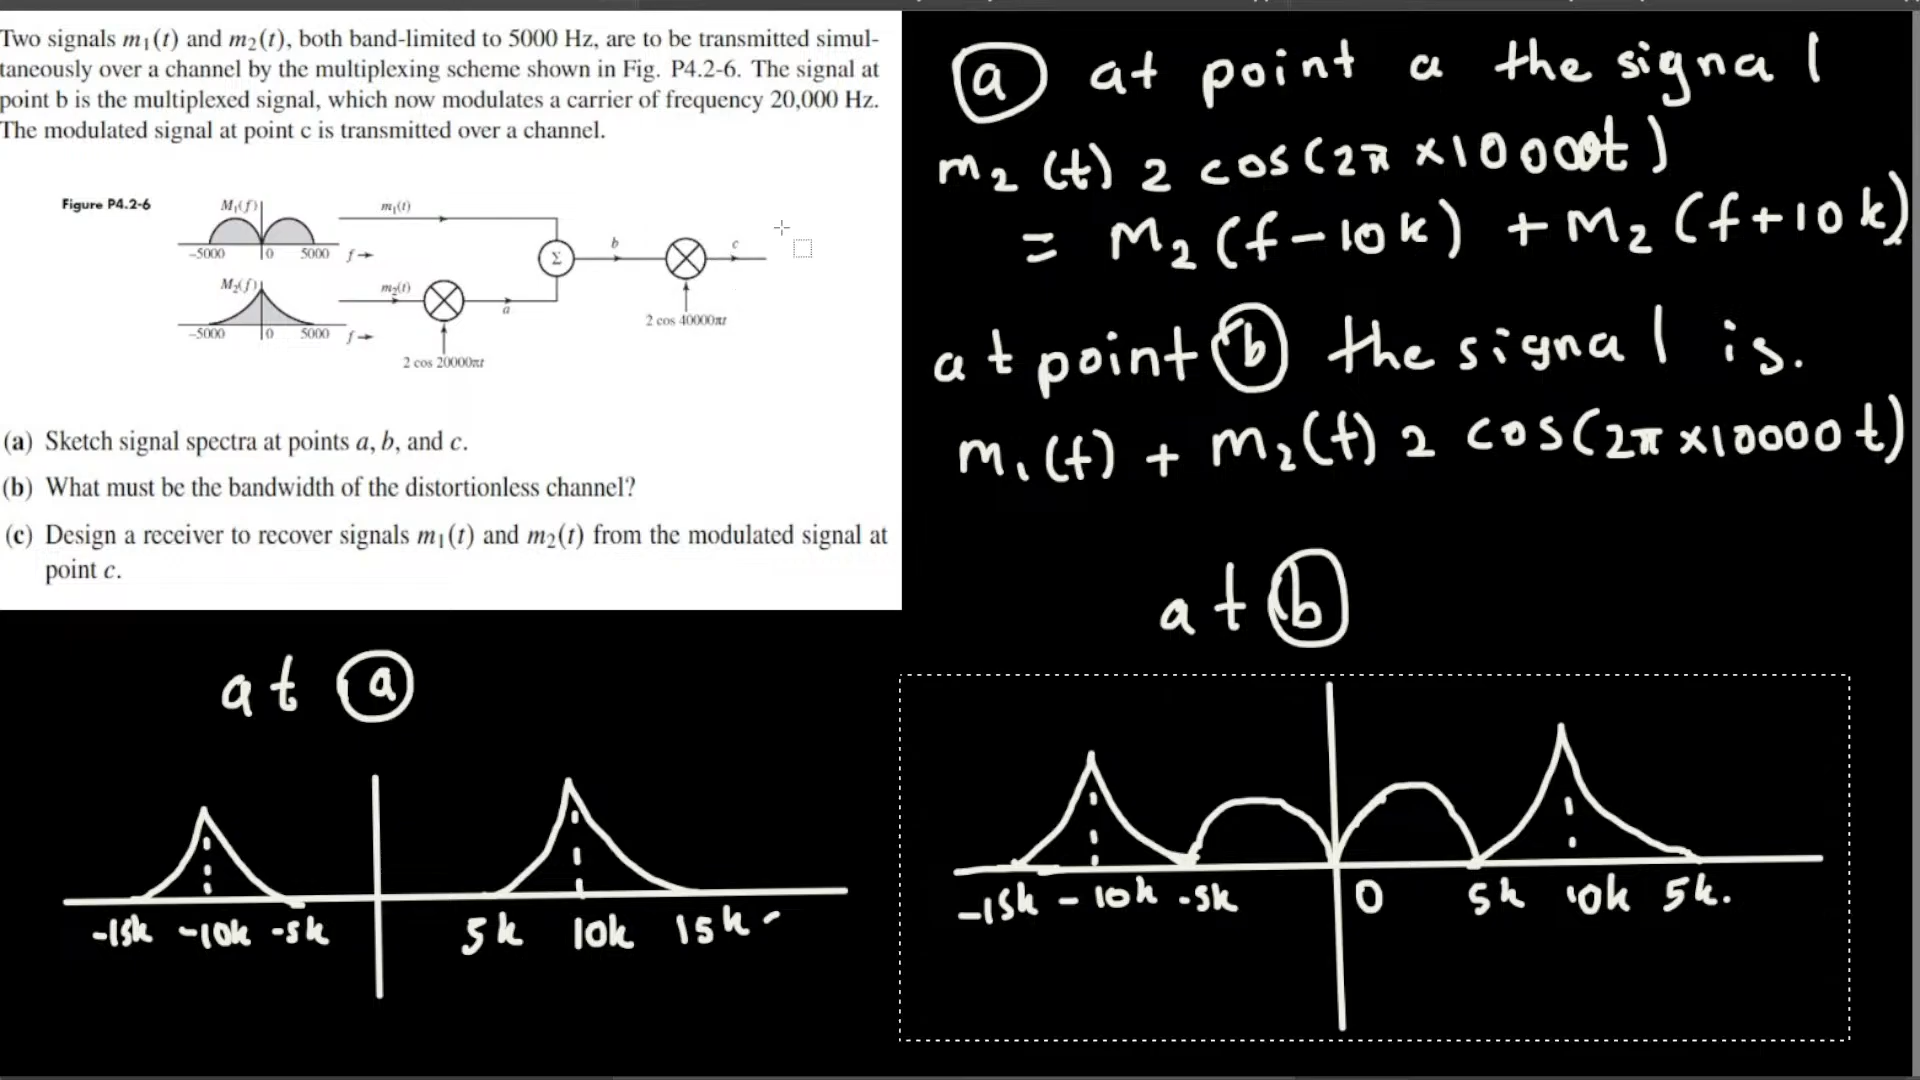 Two signals m₁(t) and m₂(t), both band-limited to 5000 Hz, are to be transmitted simul-
taneously over a channel by the multiplexing scheme shown in Fig. P4.2-6. The signal at
point b is the multiplexed signal, which now modulates a carrier of frequency 20,000 Hz.
The modulated signal at point c is transmitted over a channel.
Figure P4.2-6
M₁(f)
m₁(t)
-5000 0 5000 f→
Σ
b
c
M₂(f)
m₂(t)
a
-5000 0 5000 f→
2 cos 20000πt
2 cos 40000πt
(a) Sketch signal spectra at points a, b, and c.
(b) What must be the bandwidth of the distortionless channel?
(c) Design a receiver to recover signals m₁(t) and m₂(t) from the modulated signal at
point c.
a at point a the signal
m₂(t) 2 cos(2π×10000t)
= M₂(f-10k) + M₂(f+10k)
at point b the signal is.
m₁(t) + m₂(t) 2 cos(2π×10000t)
at a
-15k -10k -5k 5k 10k 15k
at b
-15k -10k -5k 0 5k 10k 5k.